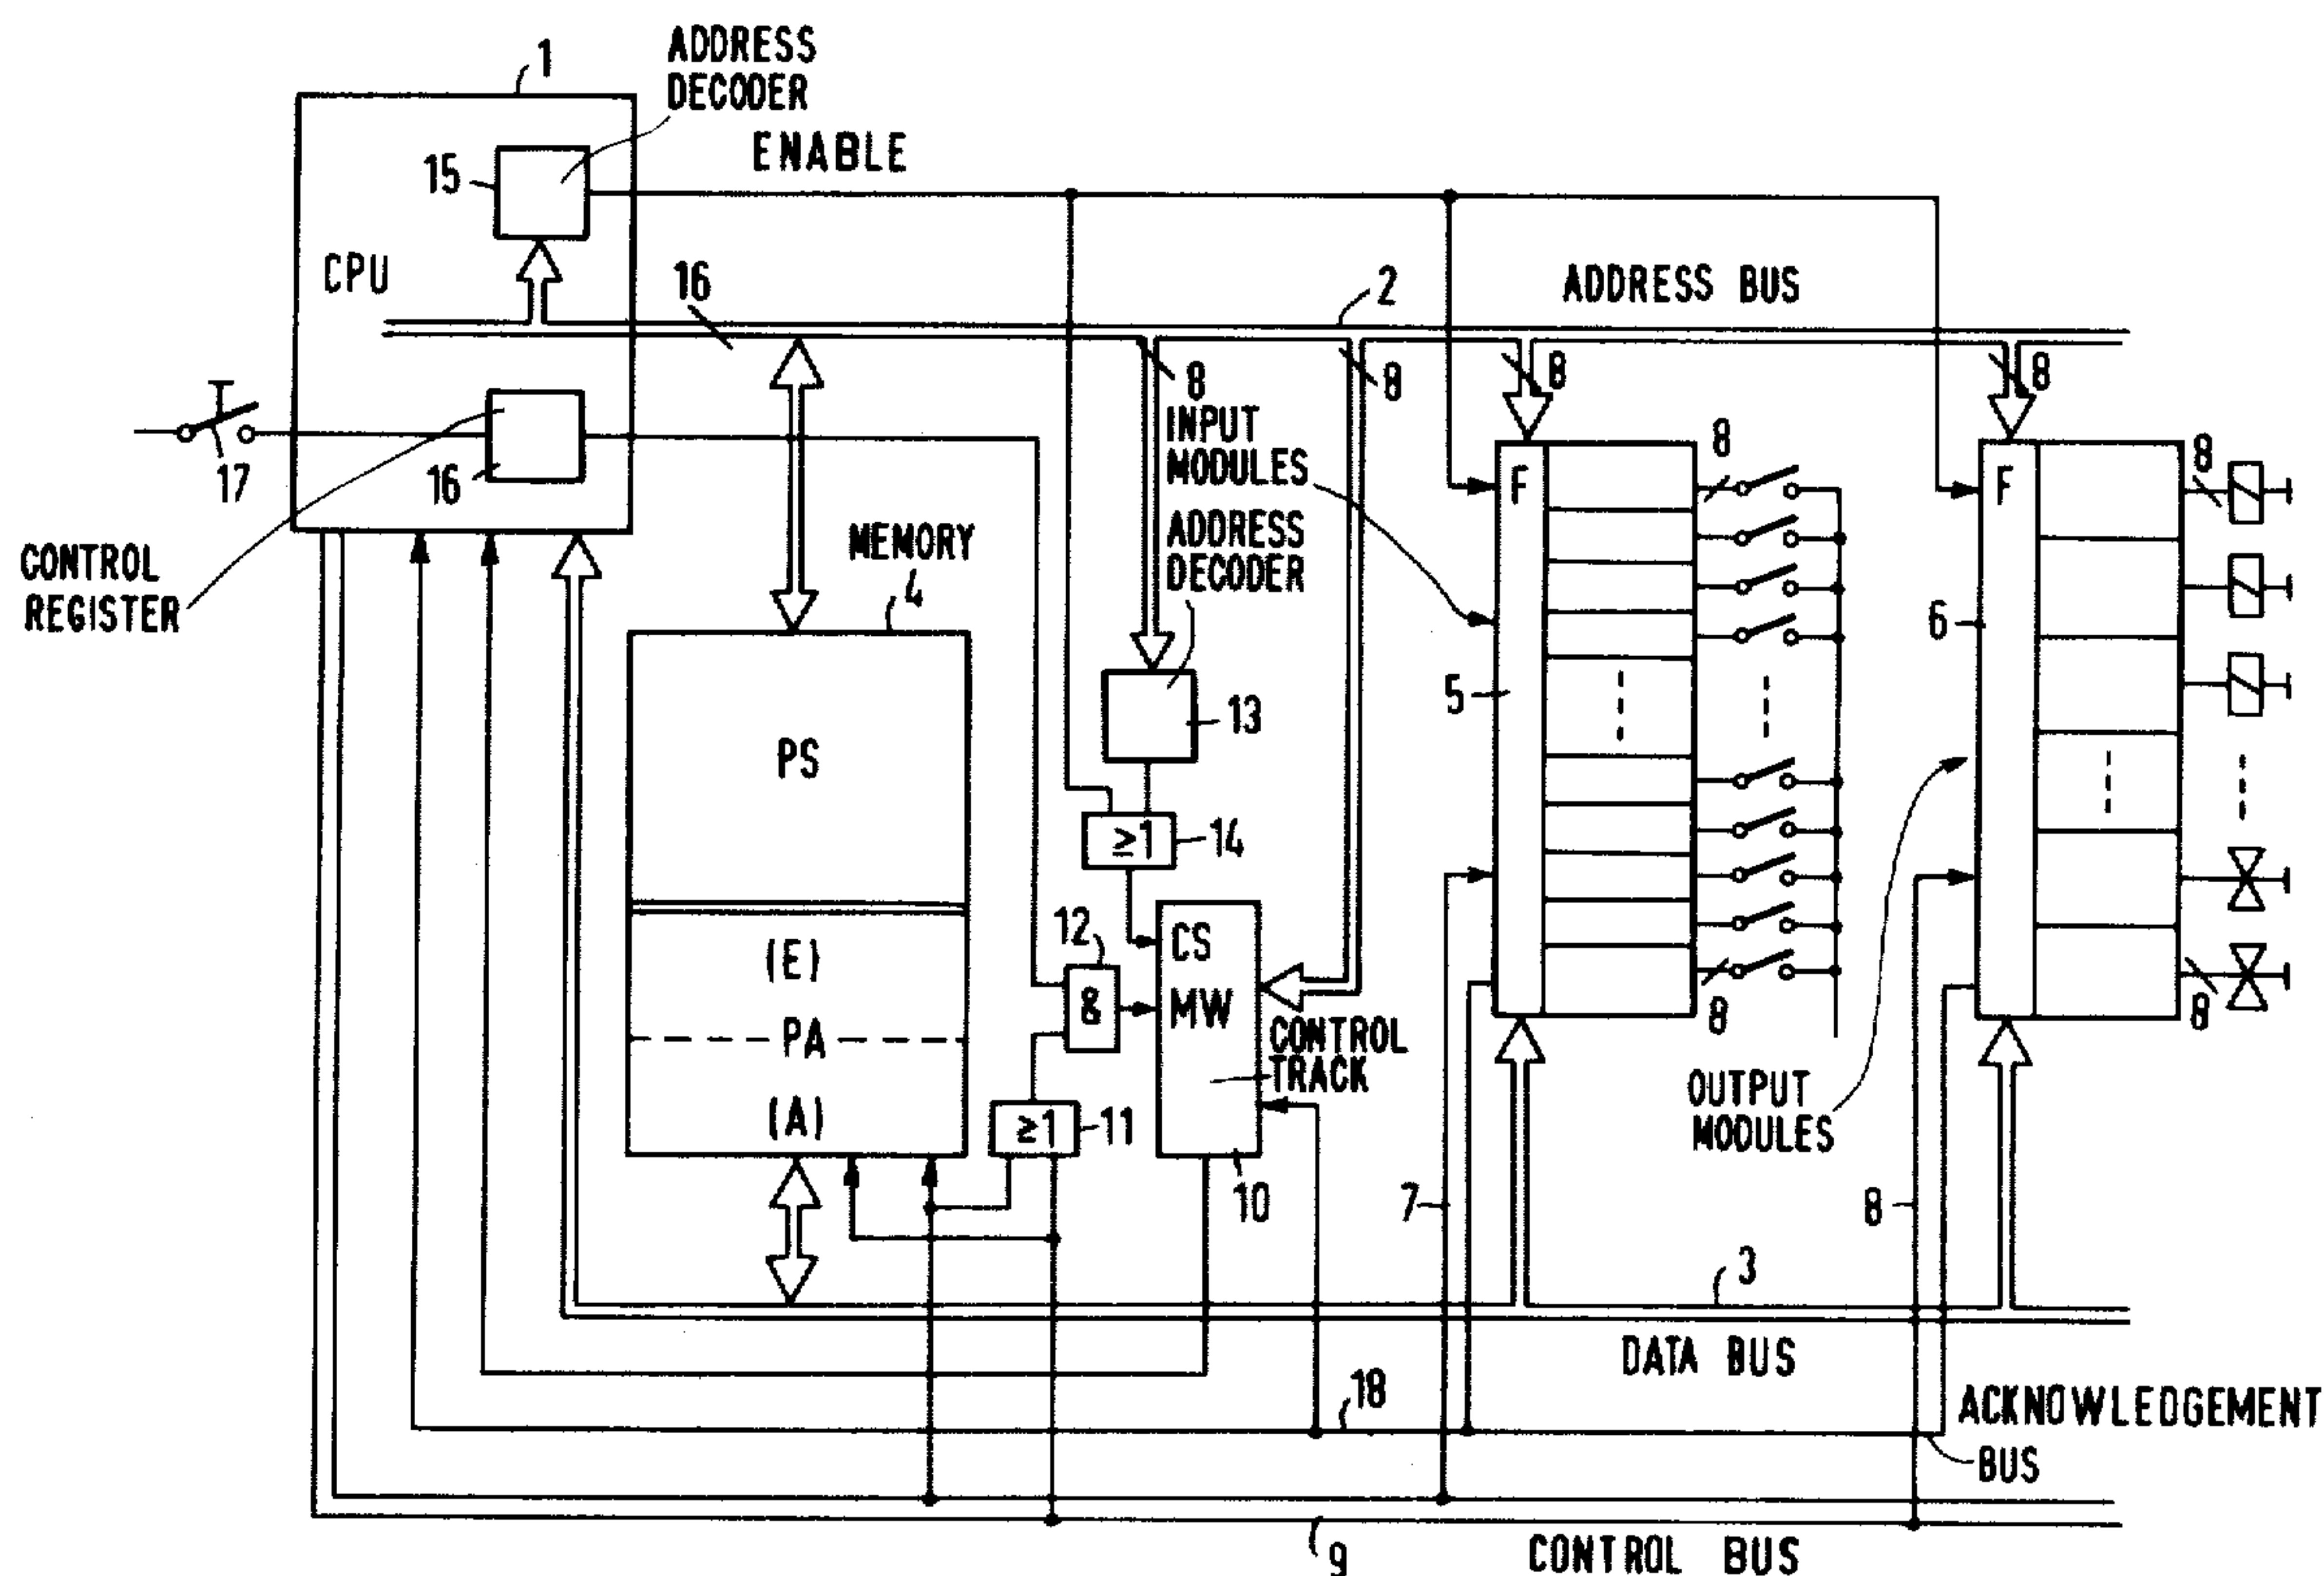 1
ADDRESS
DECODER
ENABLE
15
CPU
16
2
ADDRESS BUS
8
8
8
8
17
16
CONTROL
REGISTER
INPUT
MODULES
ADDRESS
DECODER
MEMORY
4
F
8
F
8
6
5
13
PS
≥1
14
12
CS
(E)
&
MW
PA
CONTROL
TRACK
8
8
(A)
≥1
11
10
OUTPUT
MODULES
7
8
3
DATA BUS
18
ACKNOWLEDGEMENT
BUS
9
CONTROL BUS